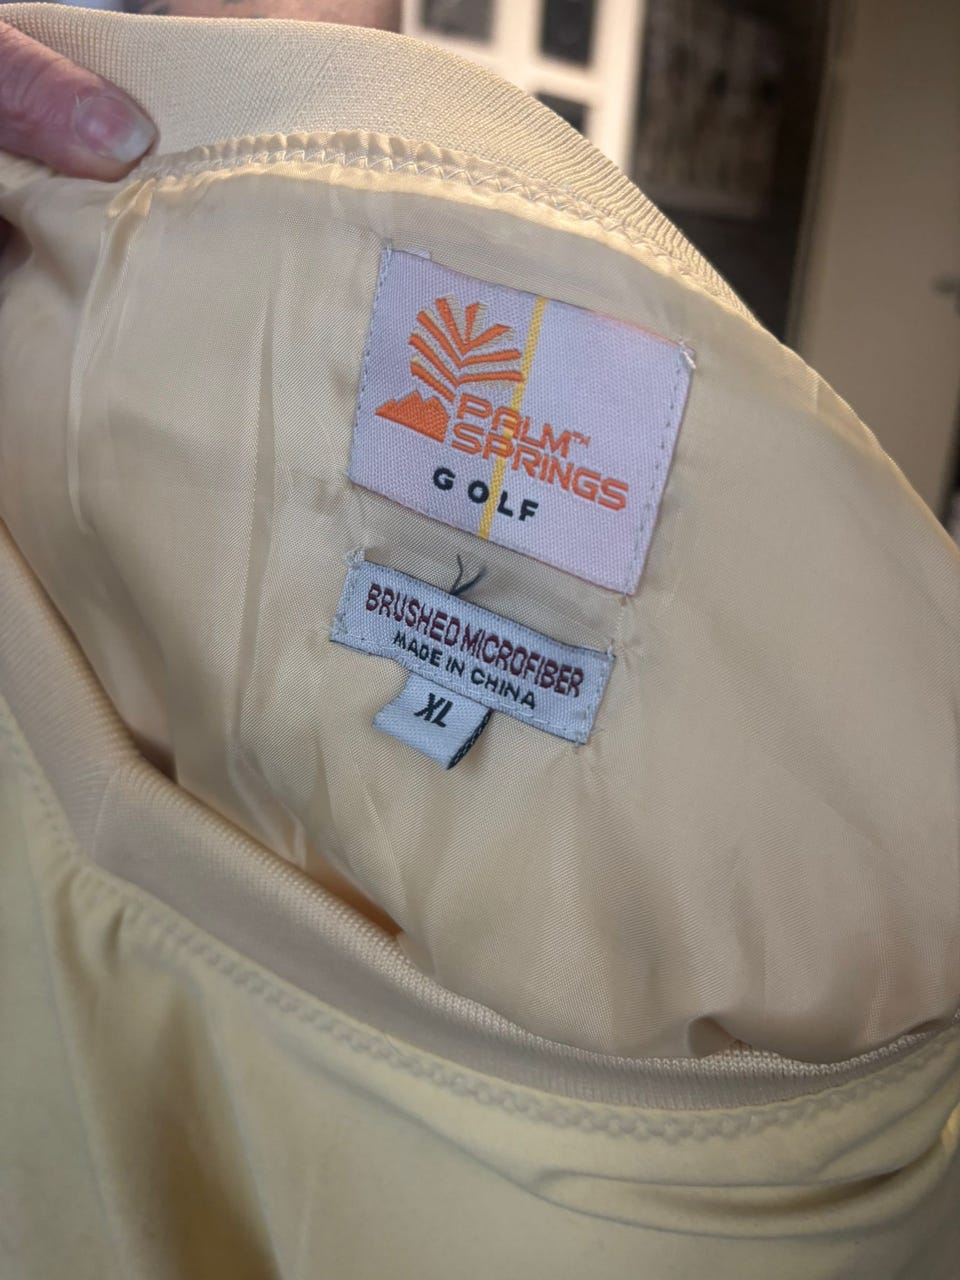 PALM™
SPRINGS
GOLF
BRUSHED MICROFIBER
MADE IN CHINA
XL